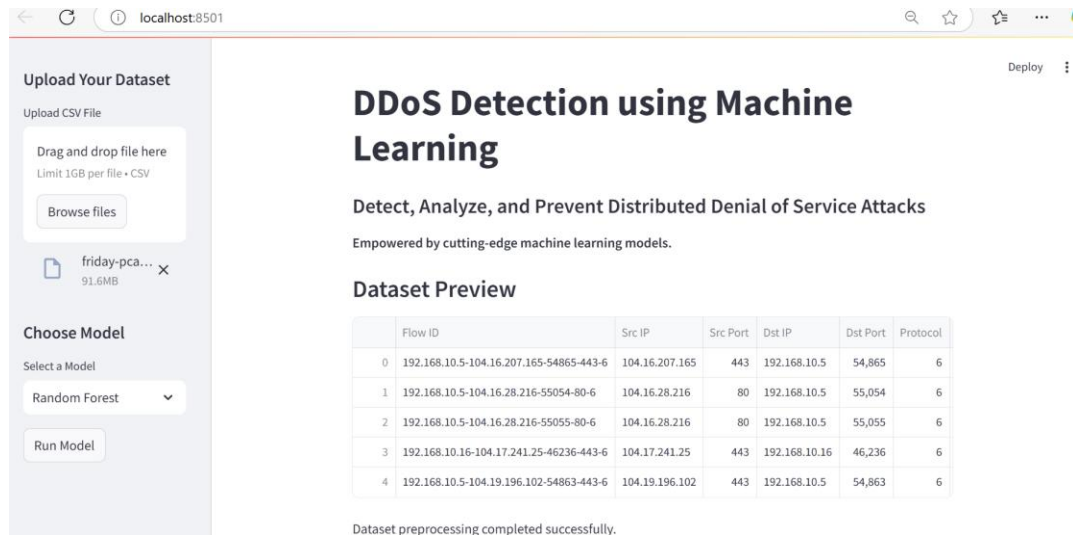 localhost:8501
Deploy
Upload Your Dataset
Upload CSV File
Drag and drop file here
Limit 1GB per file • CSV
Browse files
friday-pca...
91.6MB
Choose Model
Select a Model
Random Forest
Run Model
DDoS Detection using Machine
Learning
Detect, Analyze, and Prevent Distributed Denial of Service Attacks
Empowered by cutting-edge machine learning models.
Dataset Preview
Flow ID Src IP Src Port Dst IP Dst Port Protocol
0 192.168.10.5-104.16.207.165-54865-443-6 104.16.207.165 443 192.168.10.5 54,865 6
1 192.168.10.5-104.16.28.216-55054-80-6 104.16.28.216 80 192.168.10.5 55,054 6
2 192.168.10.5-104.16.28.216-55055-80-6 104.16.28.216 80 192.168.10.5 55,055 6
3 192.168.10.16-104.17.241.25-46236-443-6 104.17.241.25 443 192.168.10.16 46,236 6
4 192.168.10.5-104.19.196.102-54863-443-6 104.19.196.102 443 192.168.10.5 54,863 6
Dataset preprocessing completed successfully.